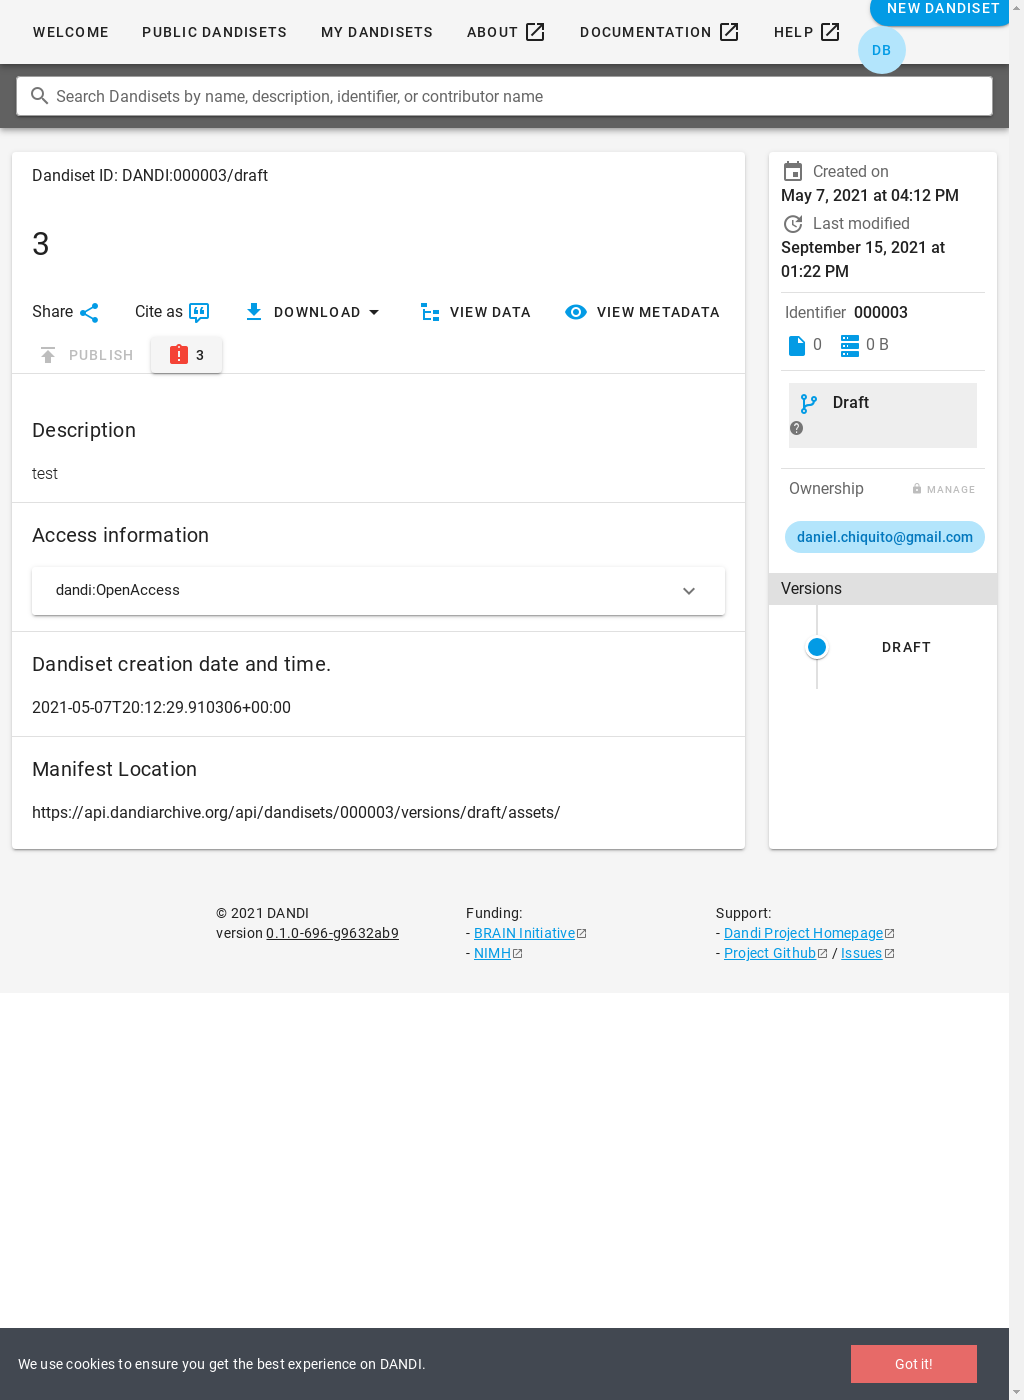 WELCOME PUBLIC DANDISETS MY DANDISETS ABOUT DOCUMENTATION HELP NEW DANDISET
DB
Search Dandisets by name, description, identifier, or contributor name
Dandiset ID: DANDI:000003/draft
3
Share Cite as DOWNLOAD VIEW DATA VIEW METADATA
PUBLISH 3
Description
test
Access information
dandi:OpenAccess
Dandiset creation date and time.
2021-05-07T20:12:29.910306+00:00
Manifest Location
https://api.dandiarchive.org/api/dandisets/000003/versions/draft/assets/
Created on
May 7, 2021 at 04:12 PM
Last modified
September 15, 2021 at
01:22 PM
Identifier 000003
0 0 B
Draft
Ownership MANAGE
daniel.chiquito@gmail.com
Versions
DRAFT
© 2021 DANDI
version 0.1.0-696-g9632ab9
Funding:
- BRAIN Initiative
- NIMH
Support:
- Dandi Project Homepage
- Project Github / Issues
We use cookies to ensure you get the best experience on DANDI.
Got it!